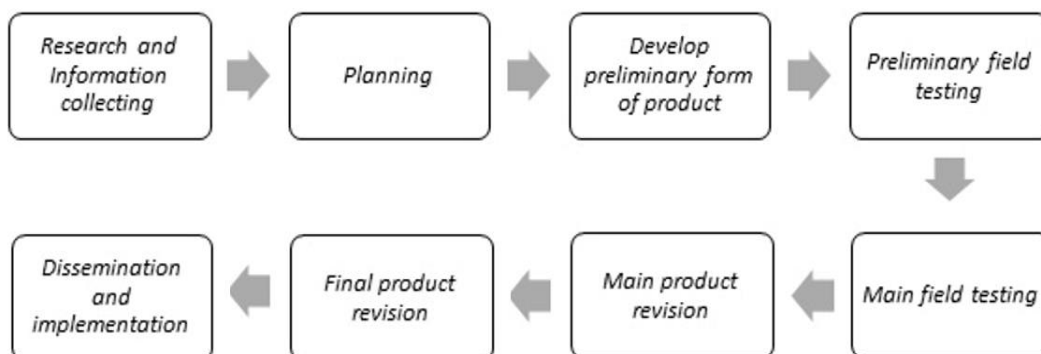 Research and
Information
collecting
Planning
Develop
preliminary form
of product
Preliminary field
testing
Main field testing
Main product
revision
Final product
revision
Dissemination
and
implementation